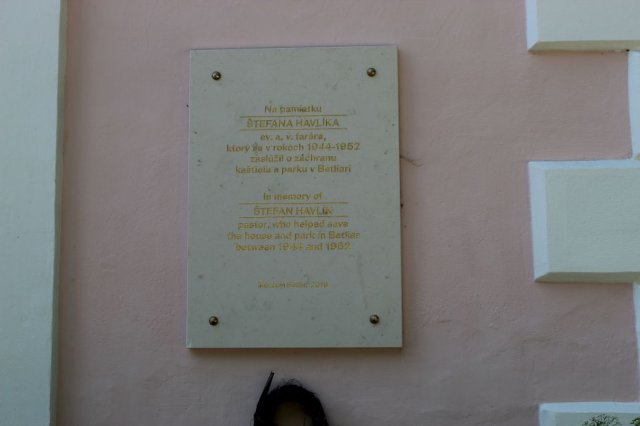 Na pamiatku
ŠTEFANA HAVLÍKA
ev. a. v. farára,
ktorý sa v rokoch 1944-1952
zaslúžil o záchranu
kaštieľa a parku v Betliari
In memory of
ŠTEFAN HAVLÍK
pastor, who helped save
the house and park in Betliar
between 1944 and 1952
2018